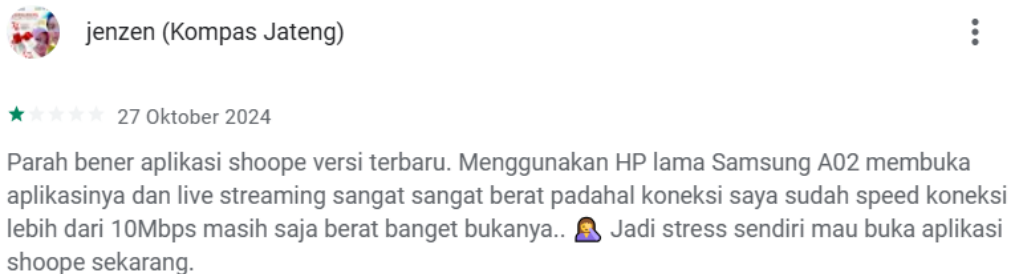 jenzen (Kompas Jateng)
27 Oktober 2024
Parah bener aplikasi shoope versi terbaru. Menggunakan HP lama Samsung A02 membuka
aplikasinya dan live streaming sangat sangat berat padahal koneksi saya sudah speed koneksi
lebih dari 10Mbps masih saja berat banget bukanya.. 🤦‍♀️ Jadi stress sendiri mau buka aplikasi
shoope sekarang.